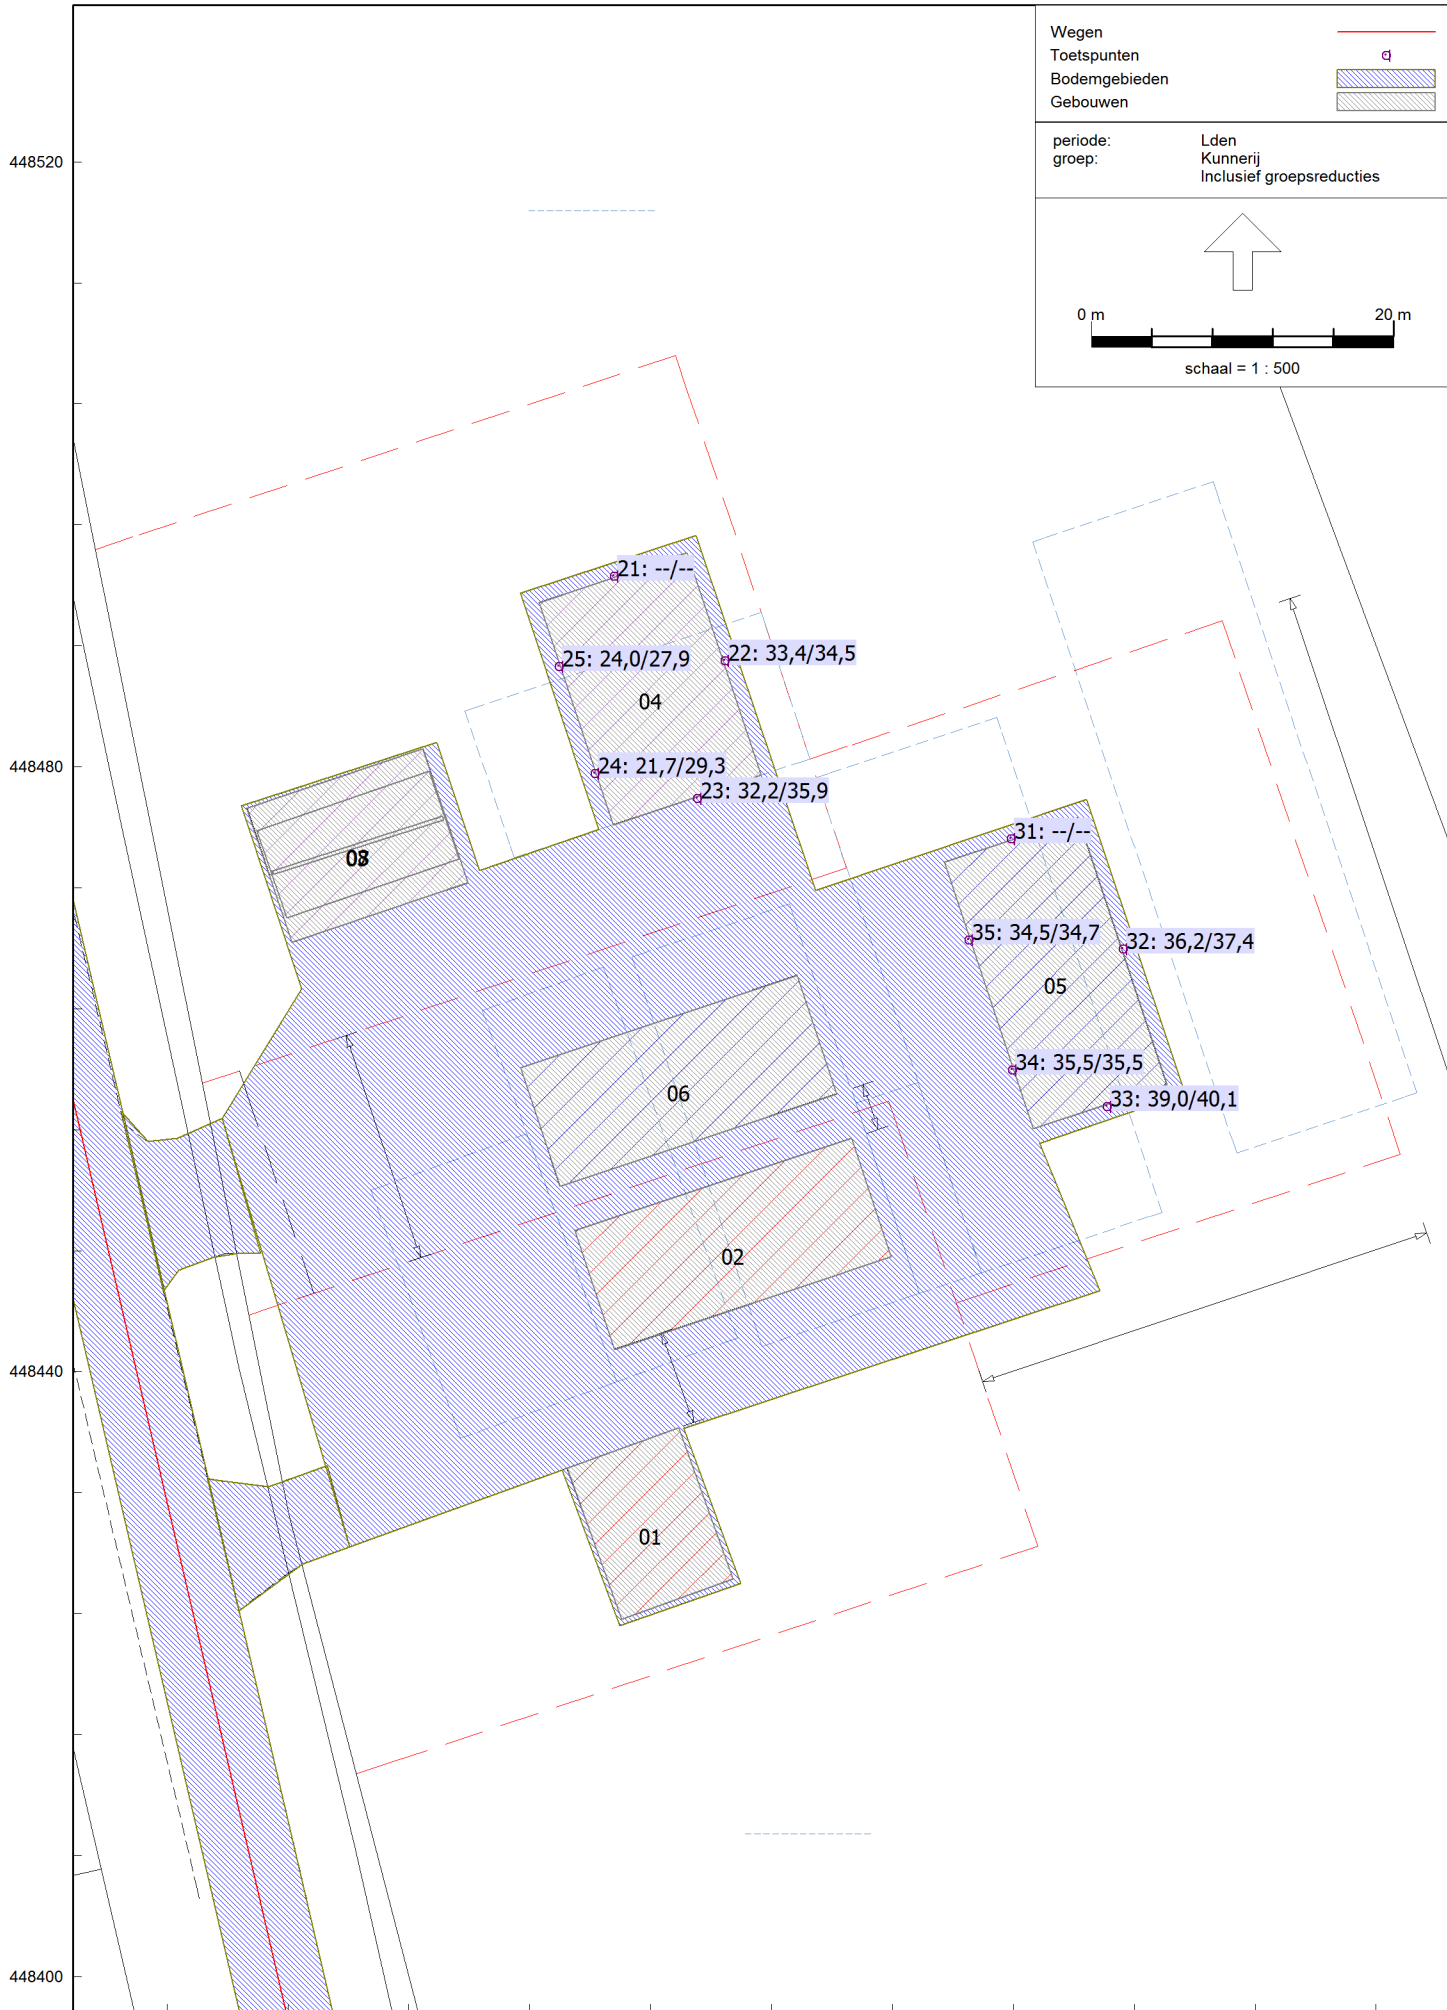 Wegen
Toetspunten
Bodemgebieden
Gebouwen
periode: Lden
groep: Kunnerij
Inclusief groepsreducties
0 m 20 m
schaal = 1 : 500
448520
448480
448440
448400
21: --/--
25: 24,0/27,9
22: 33,4/34,5
04
24: 21,7/29,3
23: 32,2/35,9
31: --/--
35: 34,5/34,7
32: 36,2/37,4
05
34: 35,5/35,5
33: 39,0/40,1
06
02
01